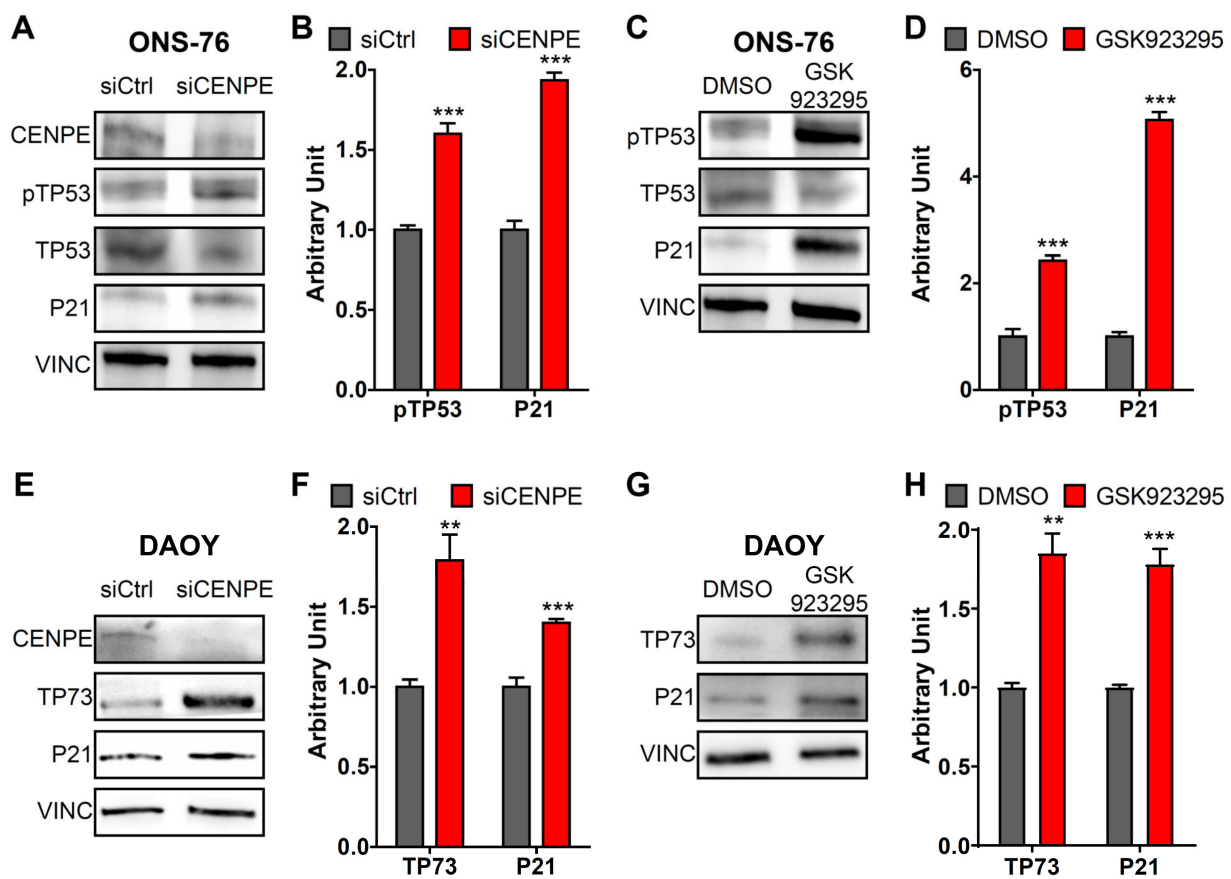 A
ONS-76
siCtrl siCENPE
CENPE
pTP53
TP53
P21
VINC
B
siCtrl siCENPE
Arbitrary Unit
2.0
1.5
1.0
0.5
0.0
***
***
pTP53 P21
C
ONS-76
DMSO GSK
923295
pTP53
TP53
P21
VINC
D
DMSO GSK923295
Arbitrary Unit
6
4
2
0
***
***
pTP53 P21
E
DAOY
siCtrl siCENPE
CENPE
TP73
P21
VINC
F
siCtrl siCENPE
Arbitrary Unit
2.0
1.5
1.0
0.5
0.0
**
***
TP73 P21
G
DAOY
DMSO GSK
923295
TP73
P21
VINC
H
DMSO GSK923295
Arbitrary Unit
2.0
1.5
1.0
0.5
0.0
**
***
TP73 P21